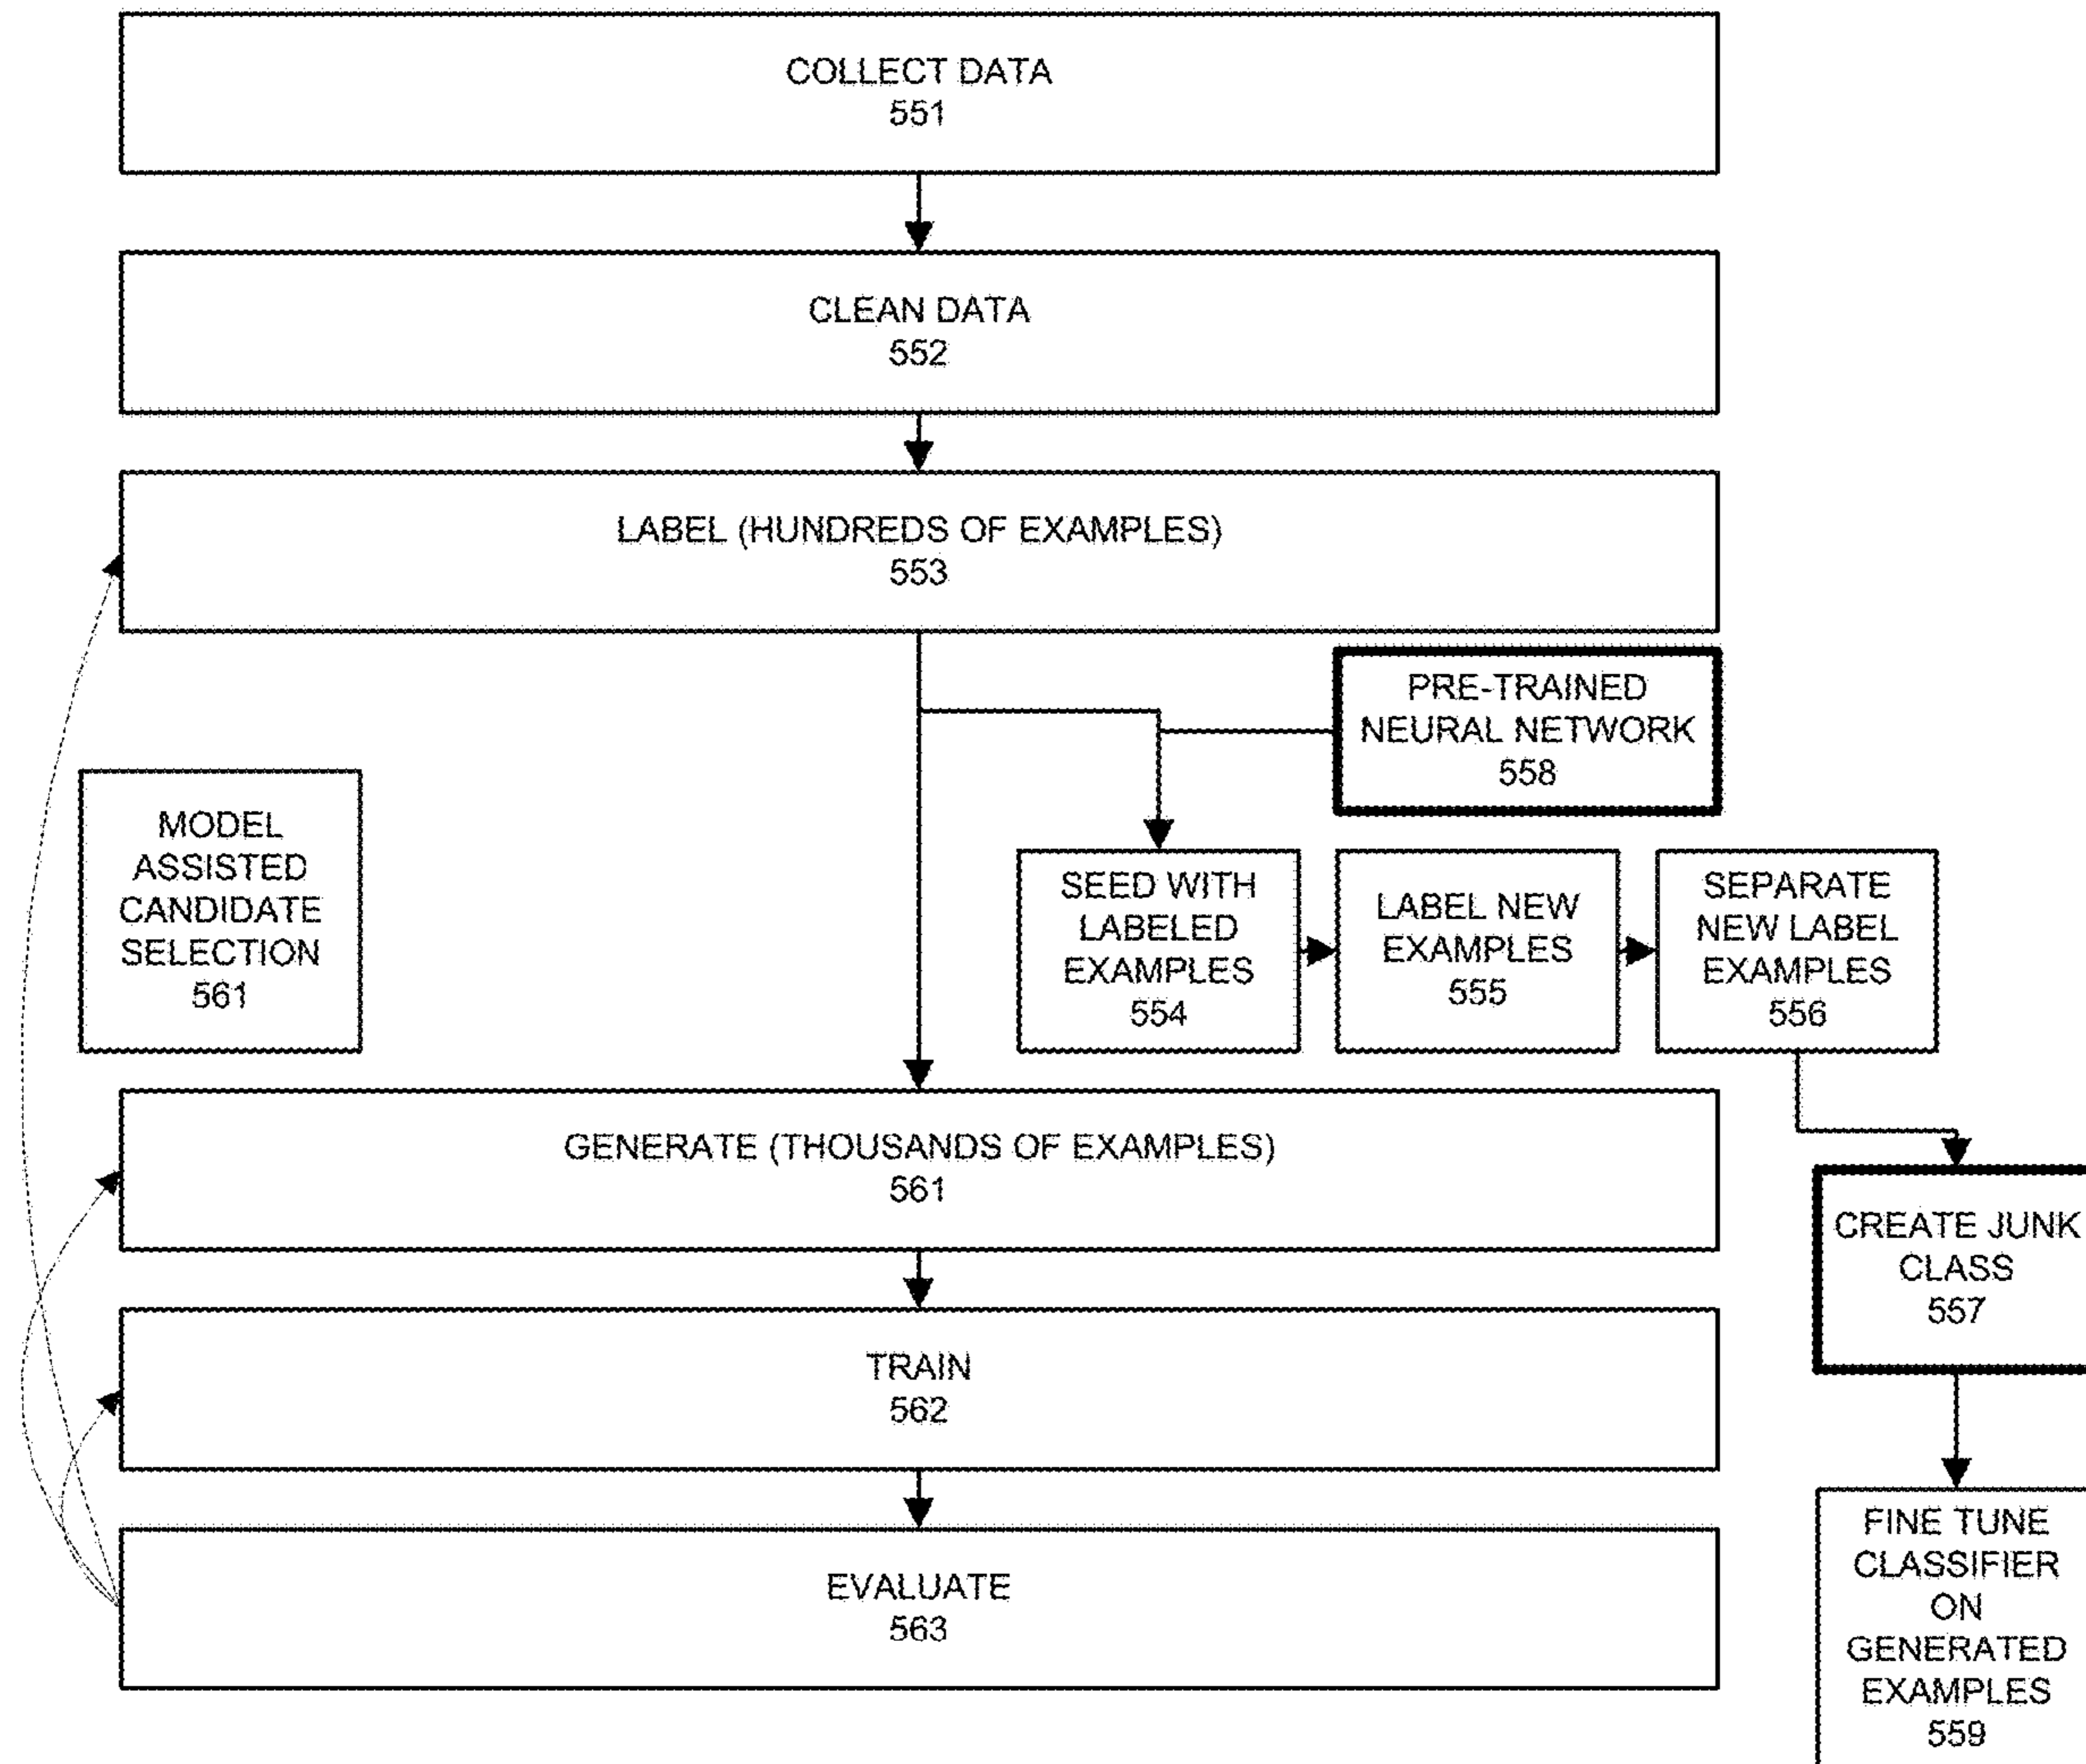 COLLECT DATA
551
CLEAN DATA
552
LABEL (HUNDREDS OF EXAMPLES)
553
PRE-TRAINED
NEURAL NETWORK
558
MODEL
ASSISTED
CANDIDATE
SELECTION
561
SEED WITH
LABELED
EXAMPLES
554
LABEL NEW
EXAMPLES
555
SEPARATE
NEW LABEL
EXAMPLES
556
GENERATE (THOUSANDS OF EXAMPLES)
561
CREATE JUNK
CLASS
557
TRAIN
562
EVALUATE
563
FINE TUNE
CLASSIFIER
ON
GENERATED
EXAMPLES
559